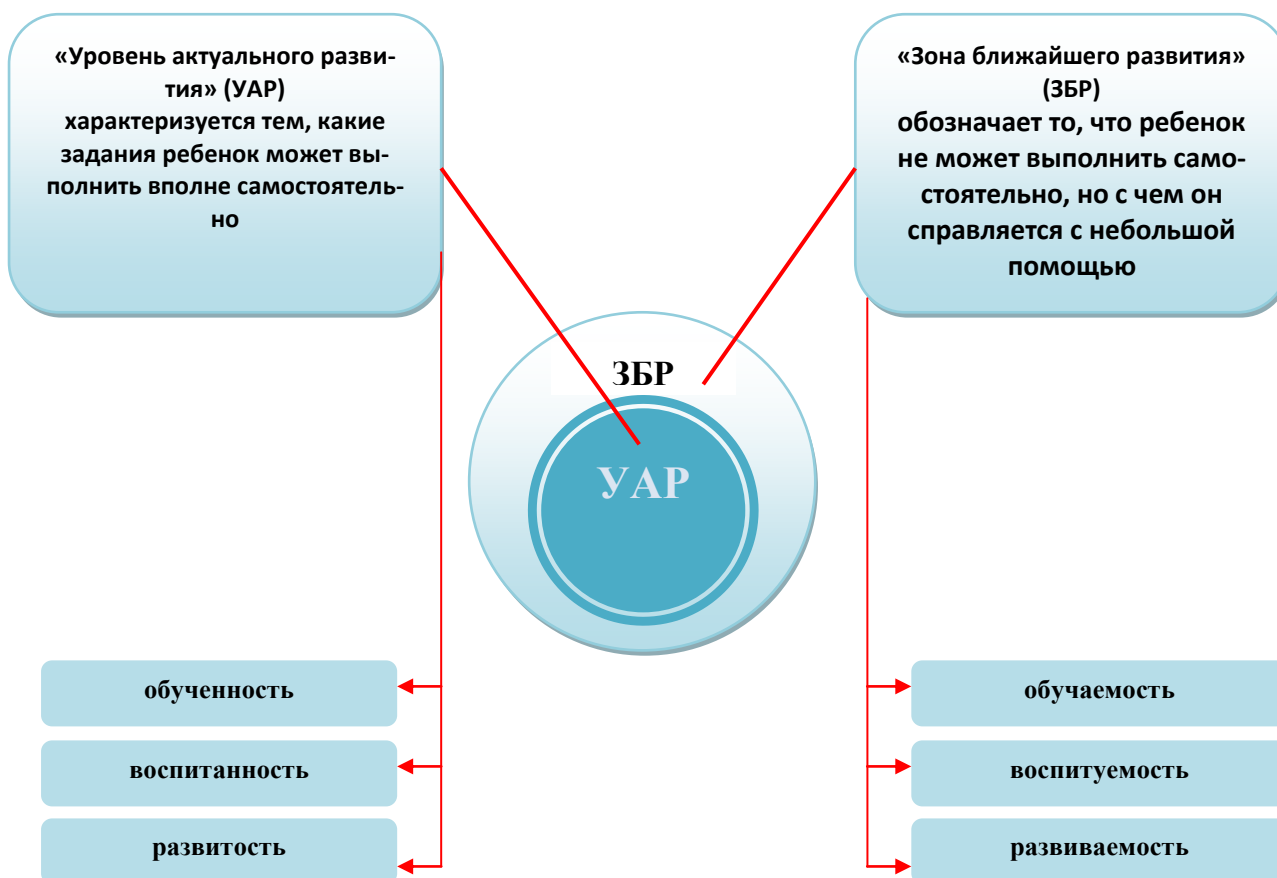 «Уровень актуального разви-
тия» (УАР)
характеризуется тем, какие
задания ребенок может вы-
полнить вполне самостоятель-
но
«Зона ближайшего развития»
(ЗБР)
обозначает то, что ребенок
не может выполнить само-
стоятельно, но с чем он
справляется с небольшой
помощью
ЗБР
УАР
обученность
воспитанность
развитость
обучаемость
воспитуемость
развиваемость